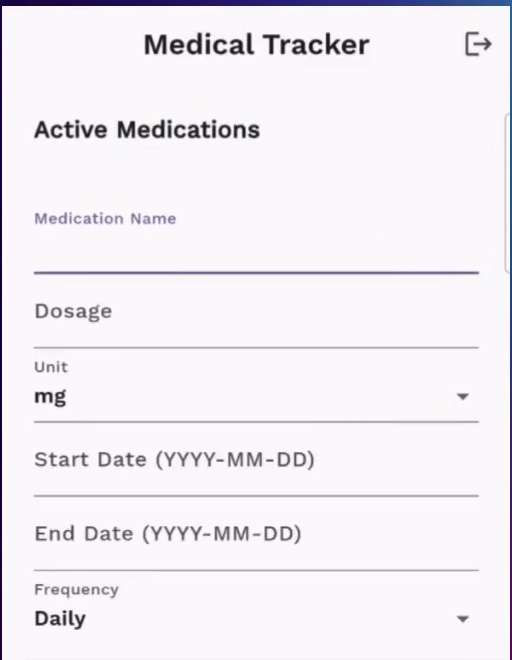 Medical Tracker
Active Medications
Medication Name
Dosage
Unit
mg
Start Date (YYYY-MM-DD)
End Date (YYYY-MM-DD)
Frequency
Daily